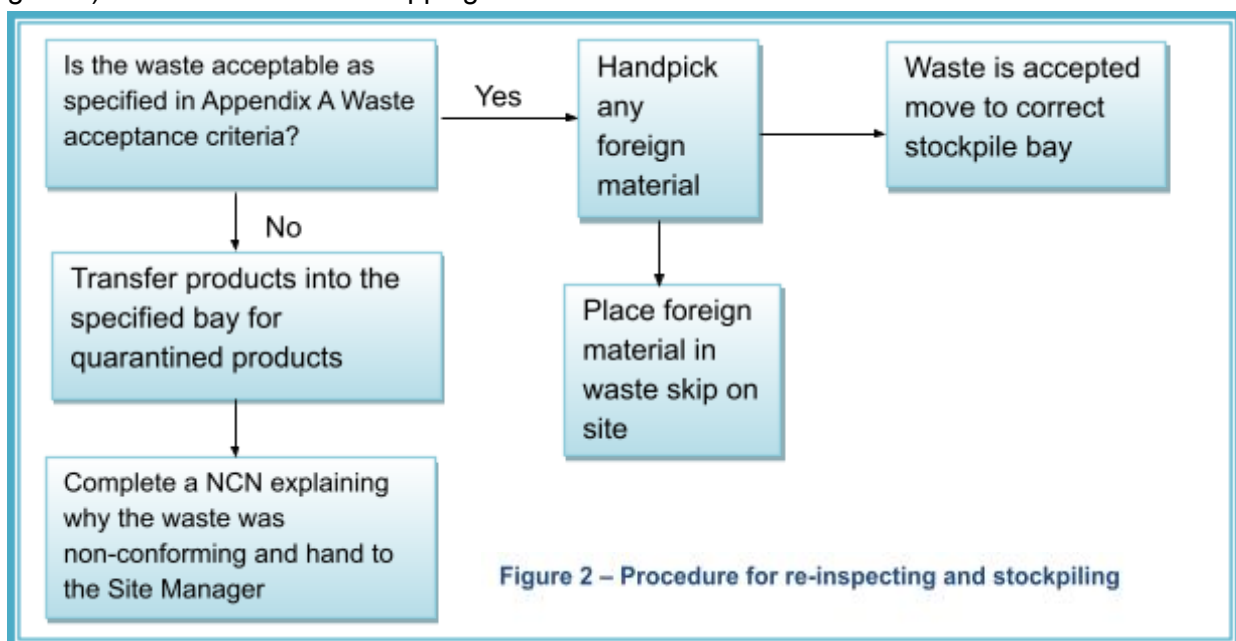 Is the waste acceptable as
specified in Appendix A Waste
acceptance criteria?
Yes
Handpick
any
foreign
material
Waste is accepted
move to correct
stockpile bay
No
Transfer products into the
specified bay for
quarantined products
Place foreign
material in
waste skip on
site
Complete a NCN explaining
why the waste was
non-conforming and hand to
the Site Manager
Figure 2 – Procedure for re-inspecting and stockpiling